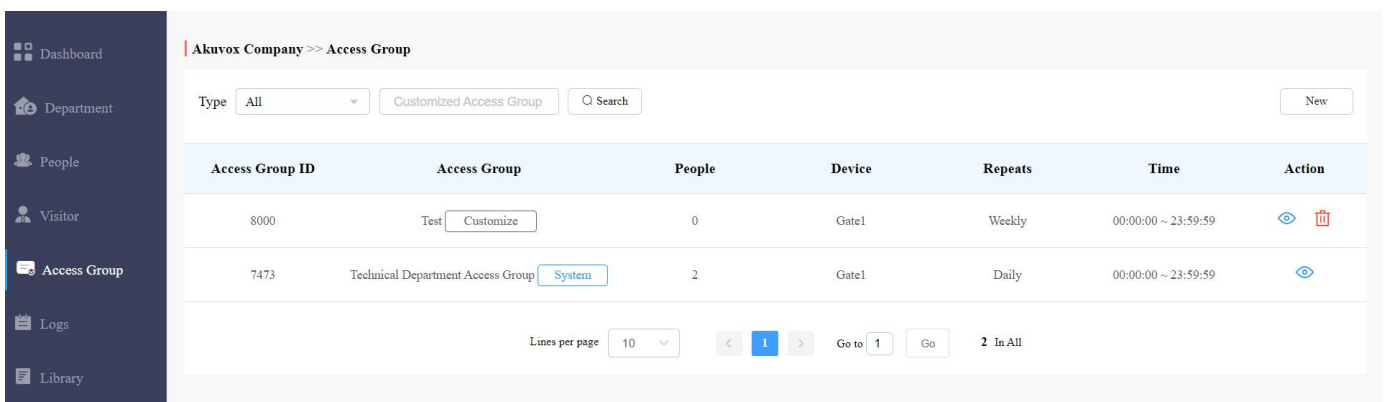 Dashboard
Department
People
Visitor
Access Group
Logs
Library
Akuvox Company >> Access Group
Type All Customized Access Group Search New
Access Group ID Access Group People Device Repeats Time Action
8000 Test Customize 0 Gate1 Weekly 00:00:00 ~ 23:59:59
7473 Technical Department Access Group System 2 Gate1 Daily 00:00:00 ~ 23:59:59
Lines per page 10 < 1 > Go to 1 Go 2 In All